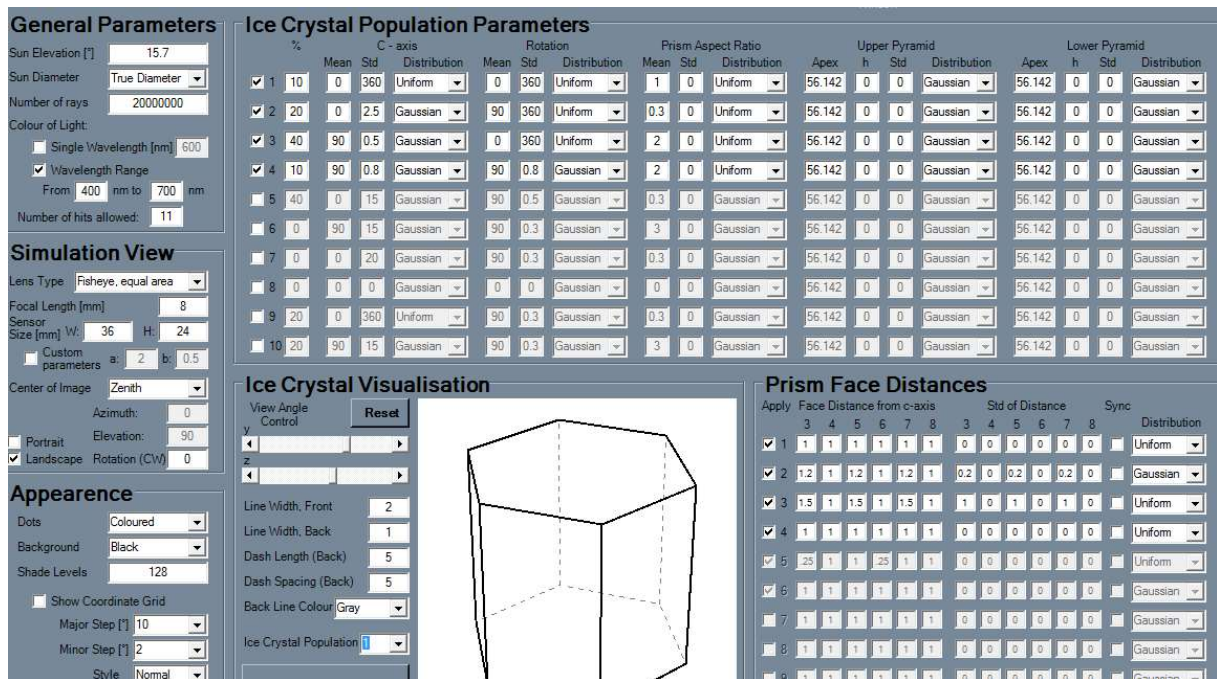 General Parameters
Sun Elevation [°] 15.7
Sun Diameter True Diameter
Number of rays 20000000
Colour of Light:
Single Wavelength [nm] 600
Wavelength Range
From 400 nm to 700 nm
Number of hits allowed: 11
Simulation View
Lens Type Fisheye, equal area
Focal Length [mm] 8
Sensor Size [mm] W: 36 H: 24
Custom parameters a: 2 b: 0.5
Center of Image Zenith
Azimuth: 0
Elevation: 90
Portrait
Landscape Rotation (CW) 0
Appearence
Dots Coloured
Background Black
Shade Levels 128
Show Coordinate Grid
Major Step [°] 10
Minor Step [°] 2
Style Normal
Ice Crystal Population Parameters
% C - axis Rotation Prism Aspect Ratio Upper Pyramid Lower Pyramid
Mean Std Distribution Mean Std Distribution Mean Std Distribution Apex h Std Distribution Apex h Std Distribution
1 10 0 360 Uniform 0 360 Uniform 1 0 Uniform 56.142 0 0 Gaussian 56.142 0 0 Gaussian
2 20 0 2.5 Gaussian 90 360 Uniform 0.3 0 Uniform 56.142 0 0 Gaussian 56.142 0 0 Gaussian
3 40 90 0.5 Gaussian 0 360 Uniform 2 0 Uniform 56.142 0 0 Gaussian 56.142 0 0 Gaussian
4 10 90 0.8 Gaussian 90 0.8 Gaussian 2 0 Uniform 56.142 0 0 Gaussian 56.142 0 0 Gaussian
5 40 0 15 Gaussian 90 0.5 Gaussian 0.3 0 Gaussian 56.142 0 0 Gaussian 56.142 0 0 Gaussian
6 0 90 15 Gaussian 90 0.3 Gaussian 3 0 Gaussian 56.142 0 0 Gaussian 56.142 0 0 Gaussian
7 0 0 20 Gaussian 90 0.3 Gaussian 0.3 0 Gaussian 56.142 0 0 Gaussian 56.142 0 0 Gaussian
8 0 0 0 Gaussian 0 0 Gaussian 0 0 Gaussian 56.142 0 0 Gaussian 56.142 0 0 Gaussian
9 20 0 360 Uniform 90 0.3 Gaussian 0.3 0 Gaussian 56.142 0 0 Gaussian 56.142 0 0 Gaussian
10 20 90 15 Gaussian 90 0.3 Gaussian 3 0 Gaussian 56.142 0 0 Gaussian 56.142 0 0 Gaussian
Ice Crystal Visualisation
View Angle Control Reset
y
z
Line Width, Front 2
Line Width, Back 1
Dash Length (Back) 5
Dash Spacing (Back) 5
Back Line Colour Gray
Ice Crystal Population 1
Prism Face Distances
Apply Face Distance from c-axis Std of Distance Sync
3 4 5 6 7 8 3 4 5 6 7 8 Distribution
1 1 1 1 1 1 1 0 0 0 0 0 0 Uniform
2 1.2 1 1.2 1 1.2 1 0.2 0 0.2 0 0.2 0 Gaussian
3 1.5 1 1.5 1 1.5 1 1 0 1 0 1 0 Uniform
4 1 1 1 1 1 1 0 0 0 0 0 0 Uniform
5 .25 1 1 .25 1 1 0 0 0 0 0 0 Uniform
6 1 1 1 1 1 1 0 0 0 0 0 0 Gaussian
7 1 1 1 1 1 1 0 0 0 0 0 0 Gaussian
8 1 1 1 1 1 1 0 0 0 0 0 0 Gaussian